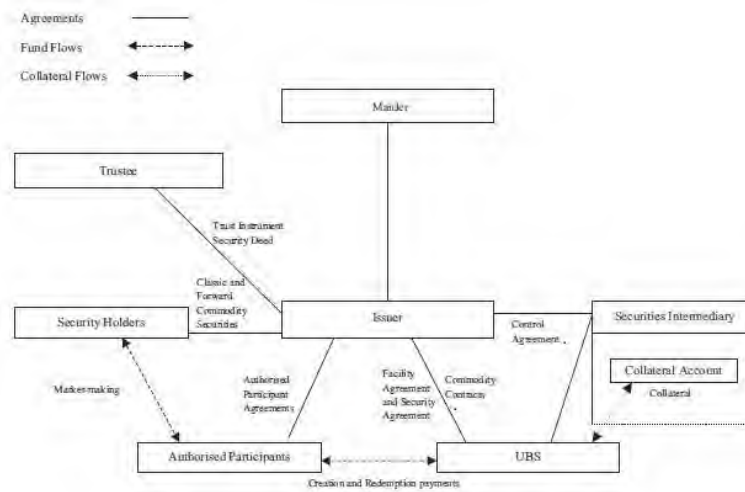 Agreements
Fund Flows
Collateral Flows
Trustee
Trust Instrument
Security Deed
Classic and
Forward
Commodity
Securities
Security Holders
Issuer
Control
Agreement
Securities Intermediary
Collateral Account
Collateral
Market-making
Authorised
Participant
Agreements
Facility
Agreement
and Security
Agreement
Commodity
Contracts
Authorised Participants
UBS
Creation and Redemption payments